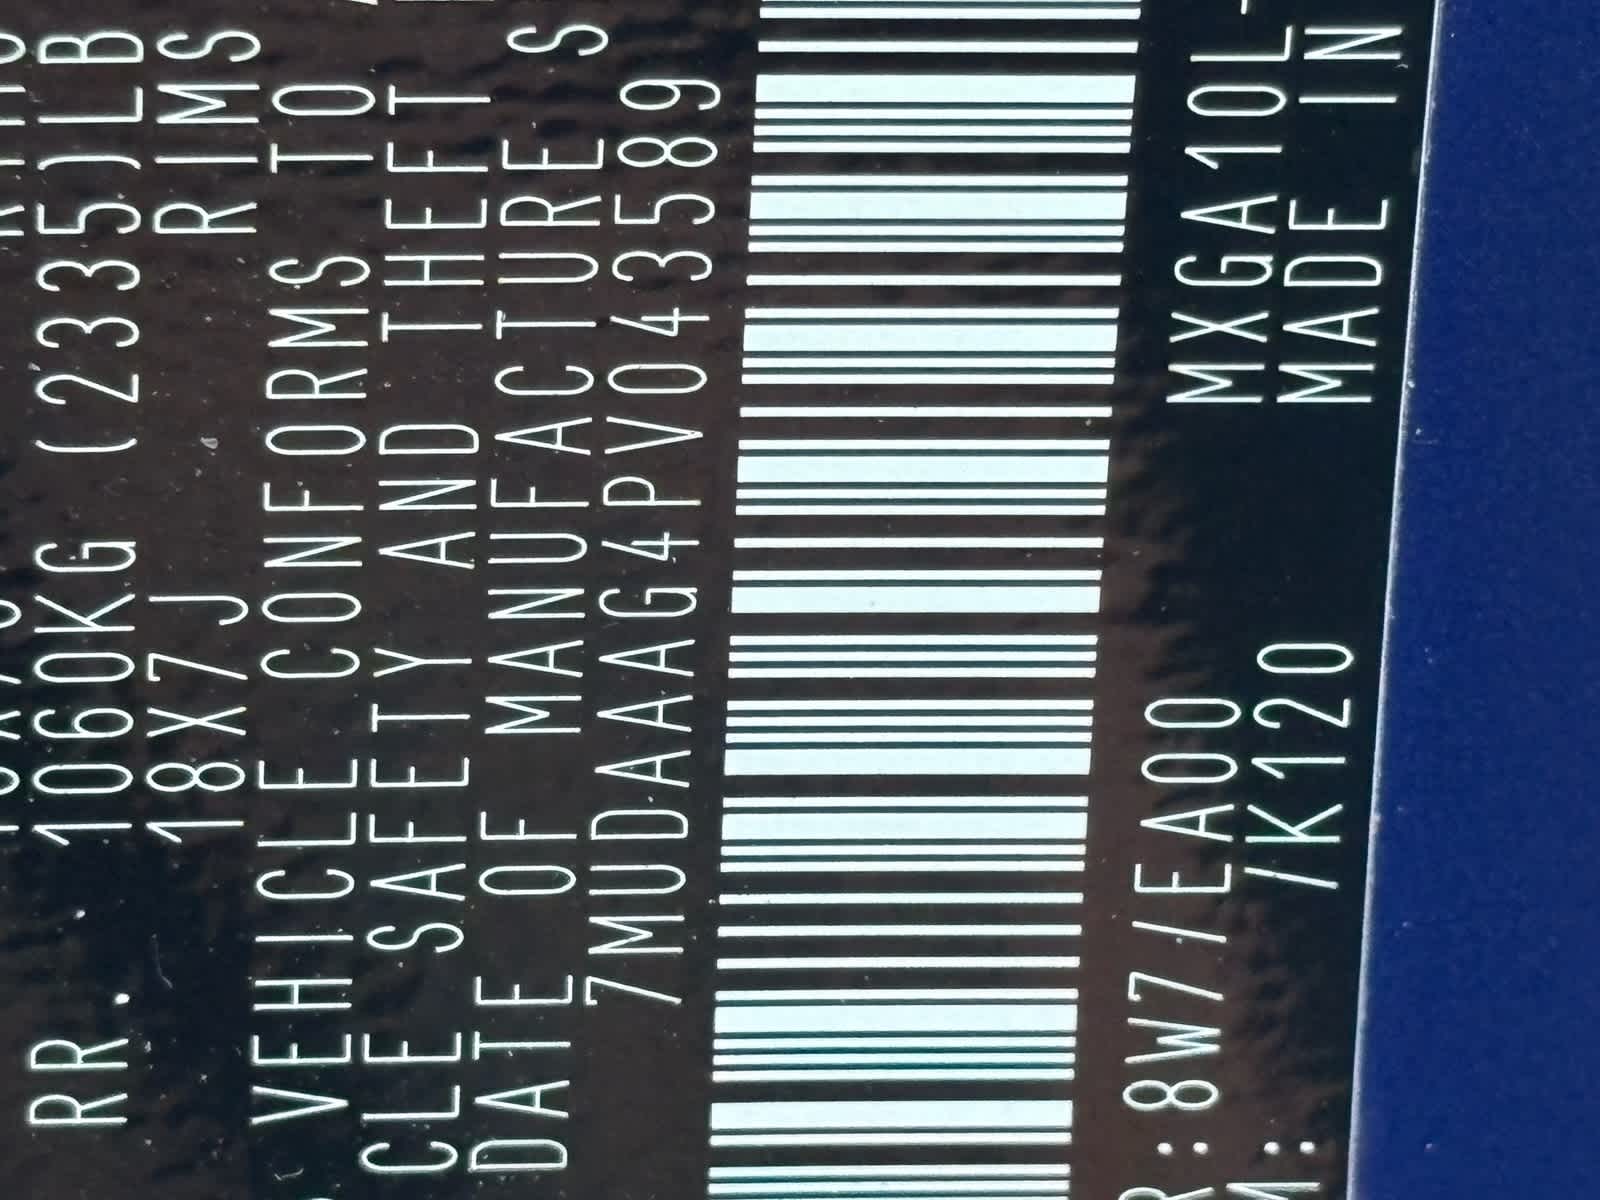 RR. 1060KG (2335)LB
18X7J RIMS
VEHICLE CONFORMS TO
CLE SAFETY AND THEFT
DATE OF MANUFACTURE S
7MUDAAAG4PV043589
: 8W7/EA00 MXGA10L-
: /K120 MADE IN